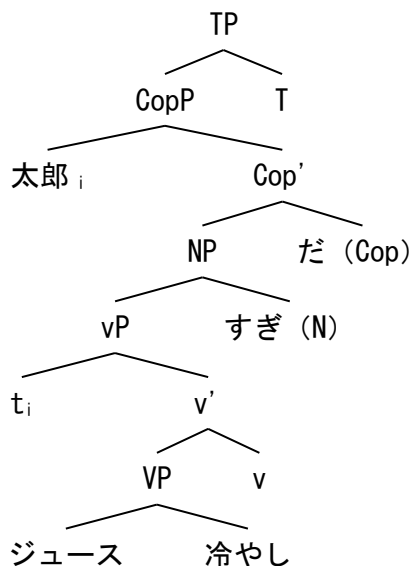 TP
CopP T
太郎 i Cop'
NP だ (Cop)
vP すぎ (N)
ti v'
VP v
ジュース 冷やし